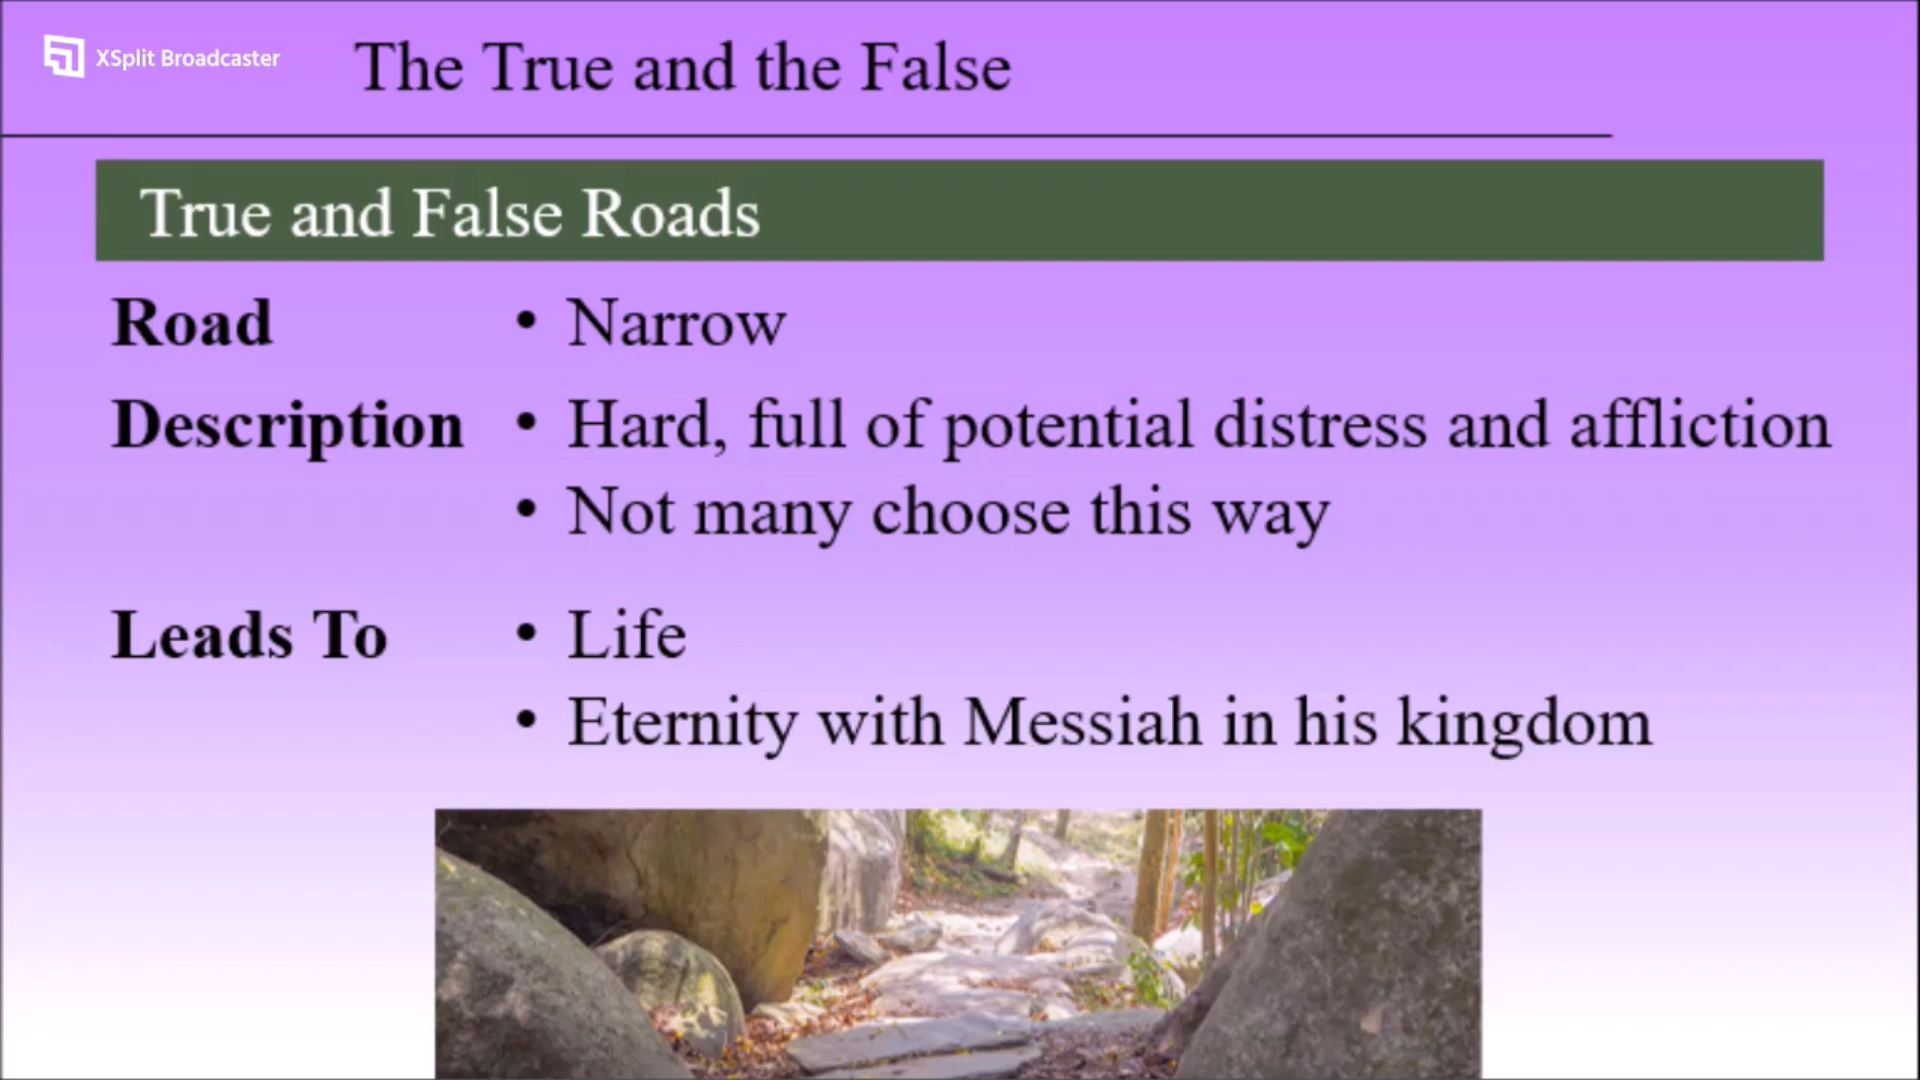 XSplit Broadcaster
The True and the False
True and False Roads
Road
• Narrow
Description
• Hard, full of potential distress and affliction
• Not many choose this way
Leads To
• Life
• Eternity with Messiah in his kingdom